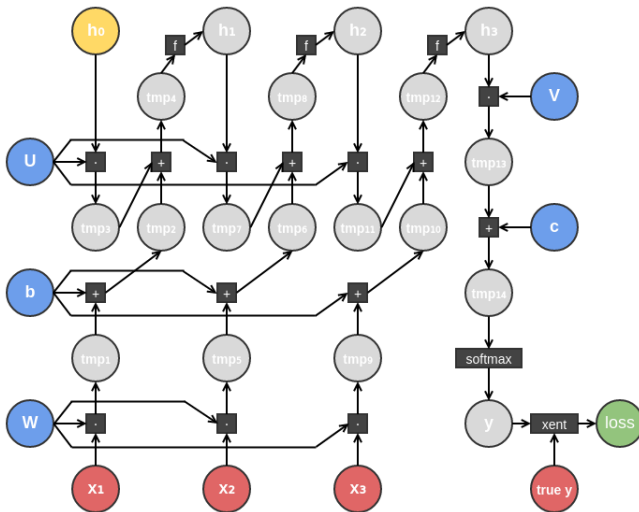 h₀ h₁ h₂ h₃
f f f
tmp₄ tmp₈ tmp₁₂ · V
U · + · + · + tmp₁₃
tmp₃ tmp₂ tmp₇ tmp₆ tmp₁₁ tmp₁₀ + c
b + + + tmp₁₄
tmp₁ tmp₅ tmp₉ softmax
W · · · y xent loss
x₁ x₂ x₃ true y